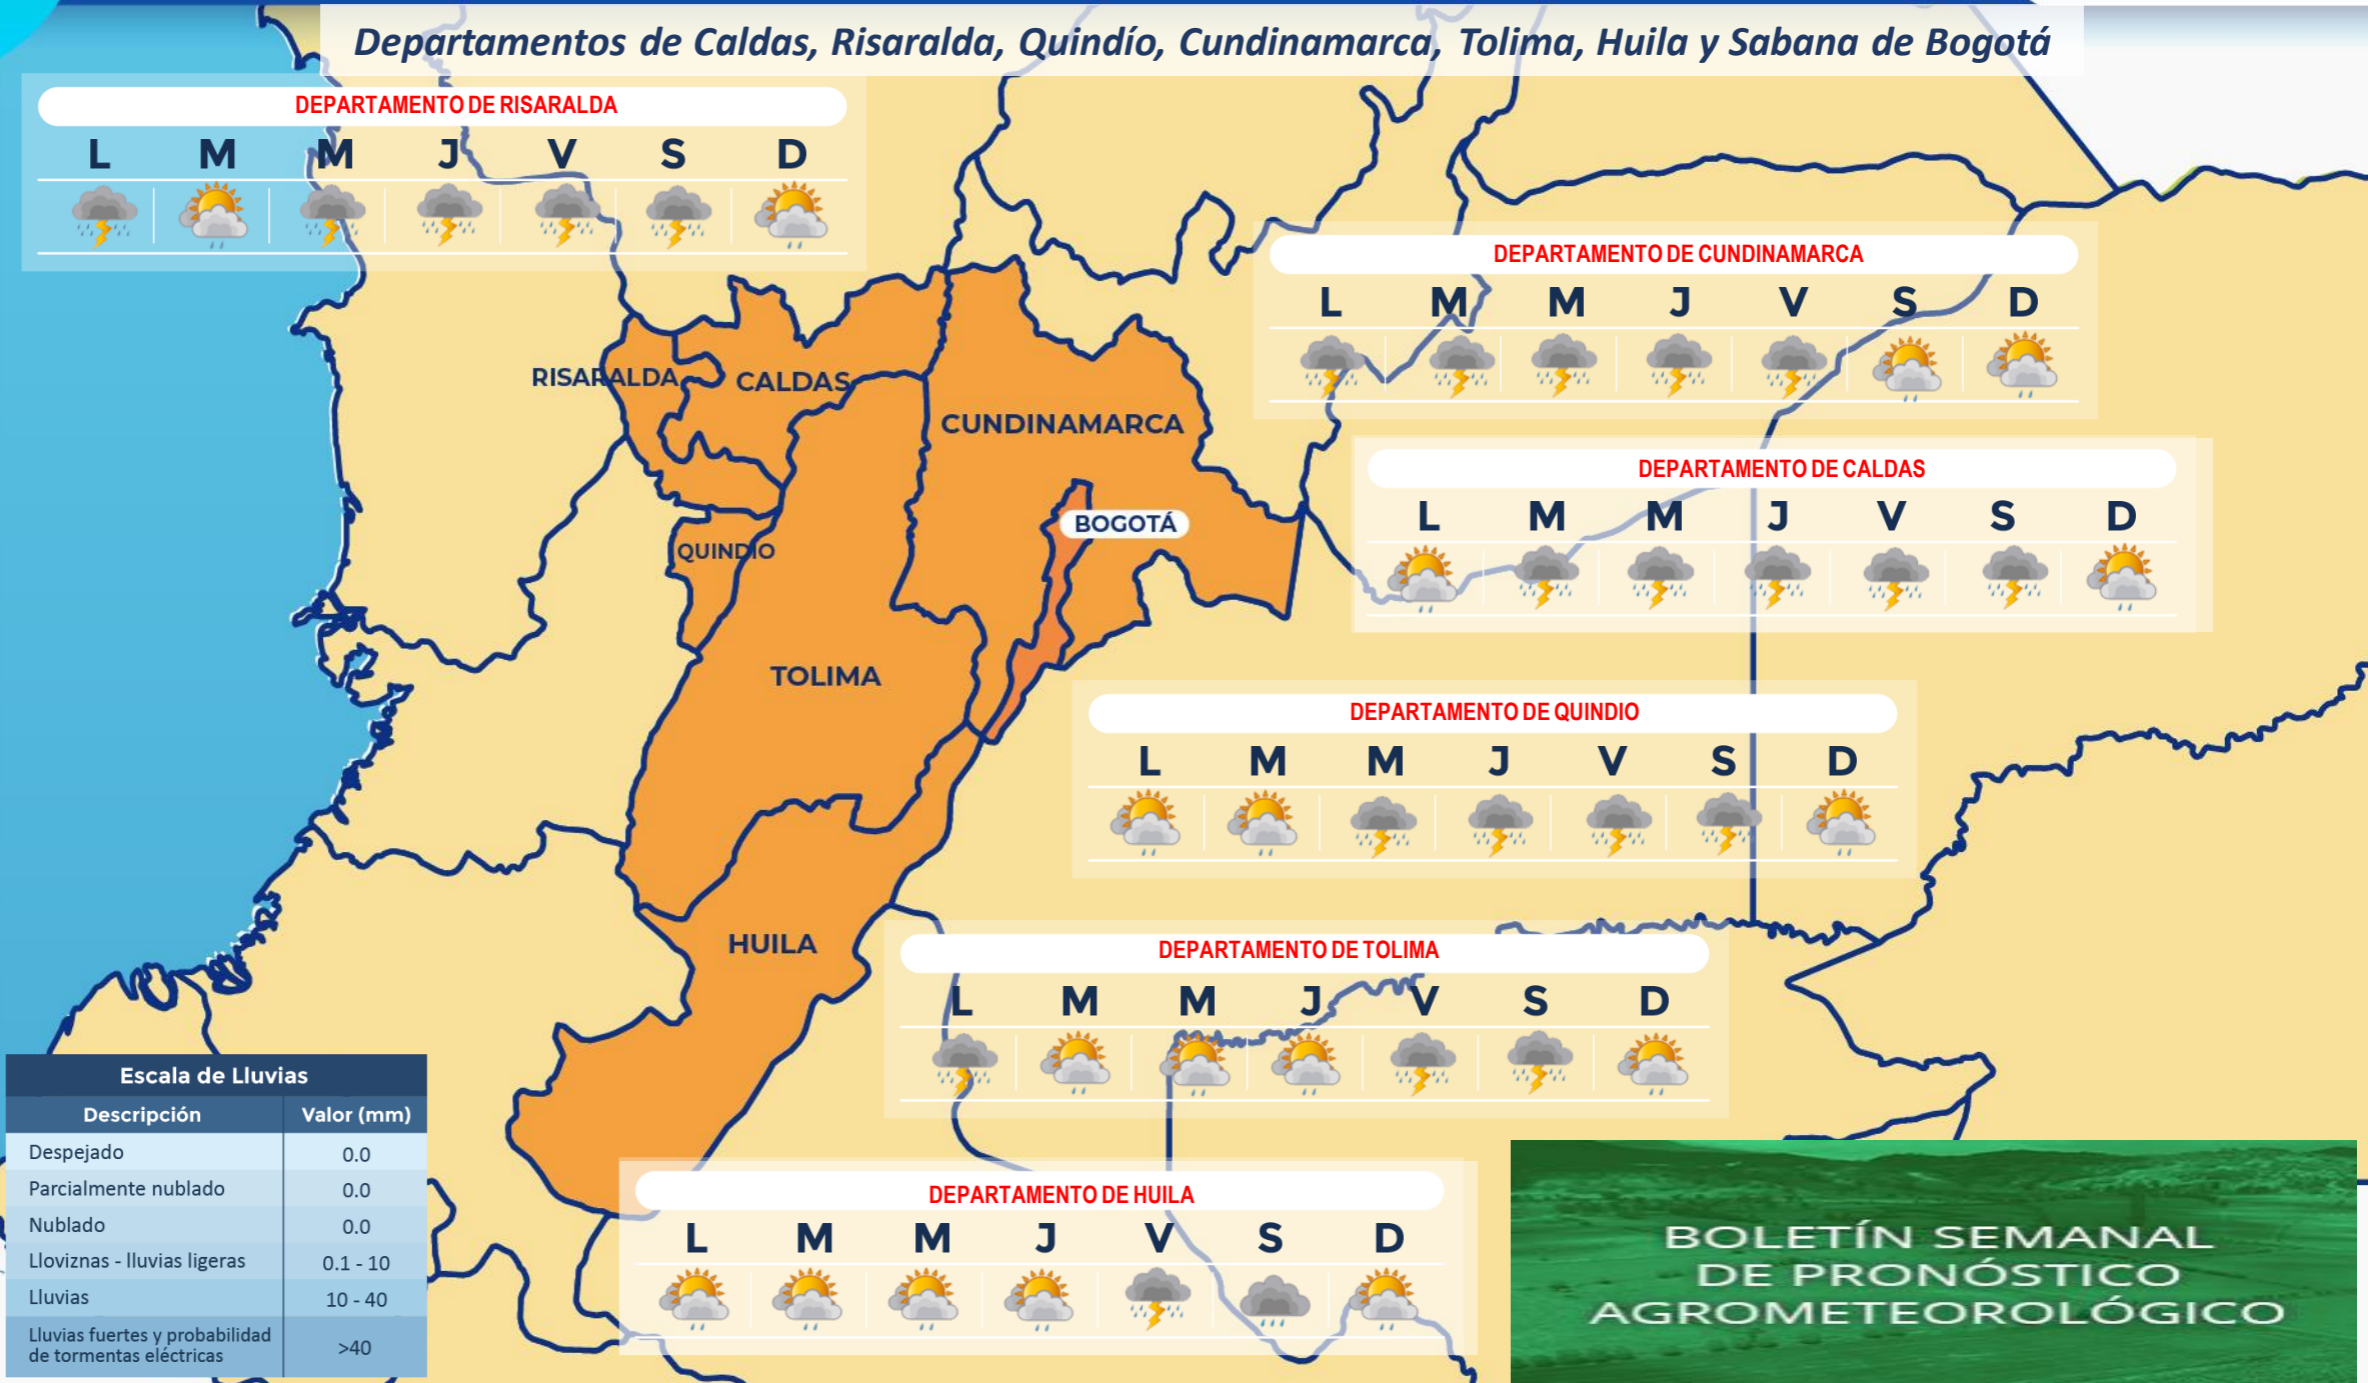 Departamentos de Caldas, Risaralda, Quindío, Cundinamarca, Tolima, Huila y Sabana de Bogotá
DEPARTAMENTO DE RISARALDA
L M M J V S D
DEPARTAMENTO DE CUNDINAMARCA
L M M J V S D
RISARALDA
CALDAS
CUNDINAMARCA
BOGOTÁ
QUINDIO
TOLIMA
HUILA
DEPARTAMENTO DE CALDAS
L M M J V S D
DEPARTAMENTO DE QUINDIO
L M M J V S D
DEPARTAMENTO DE TOLIMA
L M M J V S D
DEPARTAMENTO DE HUILA
L M M J V S D
Escala de Lluvias
Descripción Valor (mm)
Despejado 0.0
Parcialmente nublado 0.0
Nublado 0.0
Lloviznas - lluvias ligeras 0.1 - 10
Lluvias 10 - 40
Lluvias fuertes y probabilidad
de tormentas eléctricas >40
BOLETÍN SEMANAL
DE PRONÓSTICO
AGROMETEOROLÓGICO